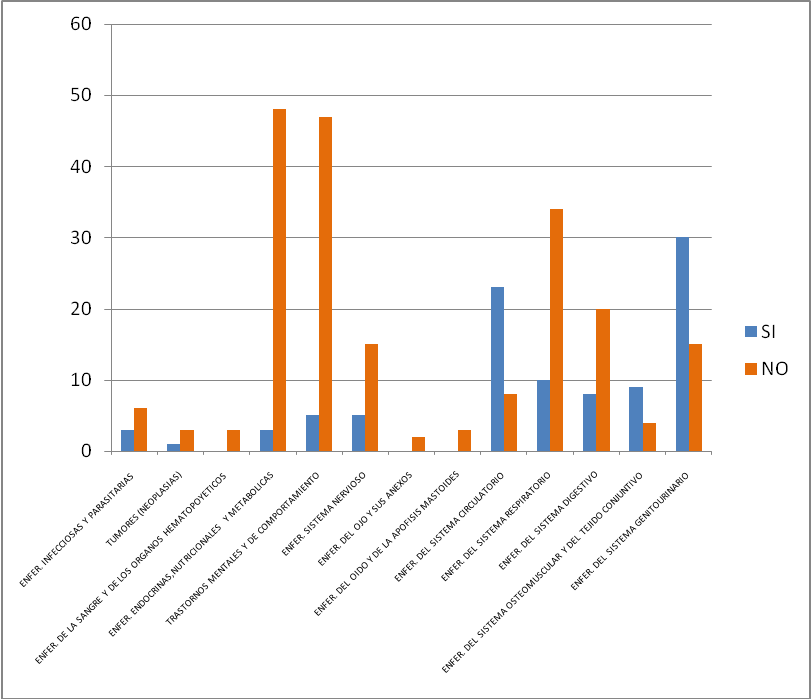 60
50
40
30
20
10
0
SI
NO
ENFER. INFECCIOSAS Y PARASITARIAS
TUMORES (NEOPLASIAS)
ENFER. DE LA SANGRE Y DE LOS ORGANOS HEMATOPOYETICOS
ENFER. ENDOCRINAS,NUTRICIONALES Y METABOLICAS
TRASTORNOS MENTALES Y DE COMPORTAMIENTO
ENFER. SISTEMA NERVIOSO
ENFER. DEL OJO Y SUS ANEXOS
ENFER. DEL OIDO Y DE LA APOFISIS MASTOIDES
ENFER. DEL SISTEMA CIRCULATORIO
ENFER. DEL SISTEMA RESPIRATORIO
ENFER. DEL SISTEMA DIGESTIVO
ENFER. DEL SISTEMA OSTEOMUSCULAR Y DEL TEJIDO CONJUNTIVO
ENFER. DEL SISTEMA GENITOURINARIO